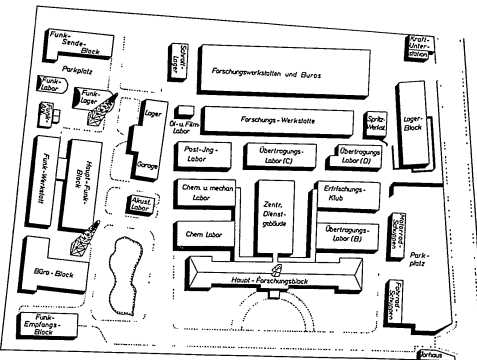 Funk-
Sende-
Block
Parkplatz
Funk-
Labor
Funk-
Lager
Schrott-
Lager
Forschungswerkstätten und Büros
Kraft-
Unter-
station
Lager
Garage
Öl-u. Film-
Labor
Forschungs-Werkstätte
Spritz-
Werkst.
Lager-
Block
Funk-Werkstatt
Haupt-Funk-
Block
Post-Jng-
Labor
Übertragungs-
Labor (C)
Übertragungs
Labor (D)
Chem. u. mechan
Labor
Zentr.
Dienst-
gebäude
Erfrischungs-
Klub
Akust.
Labor
Chem Labor
Übertragungs-
Labor (B)
Motorrad
Schuppen
Park-
platz
Büro-Block
Haupt-Forschungsblock
Fahrrad-
Schuppen
Funk-
Empfangs-
Block
Torhaus